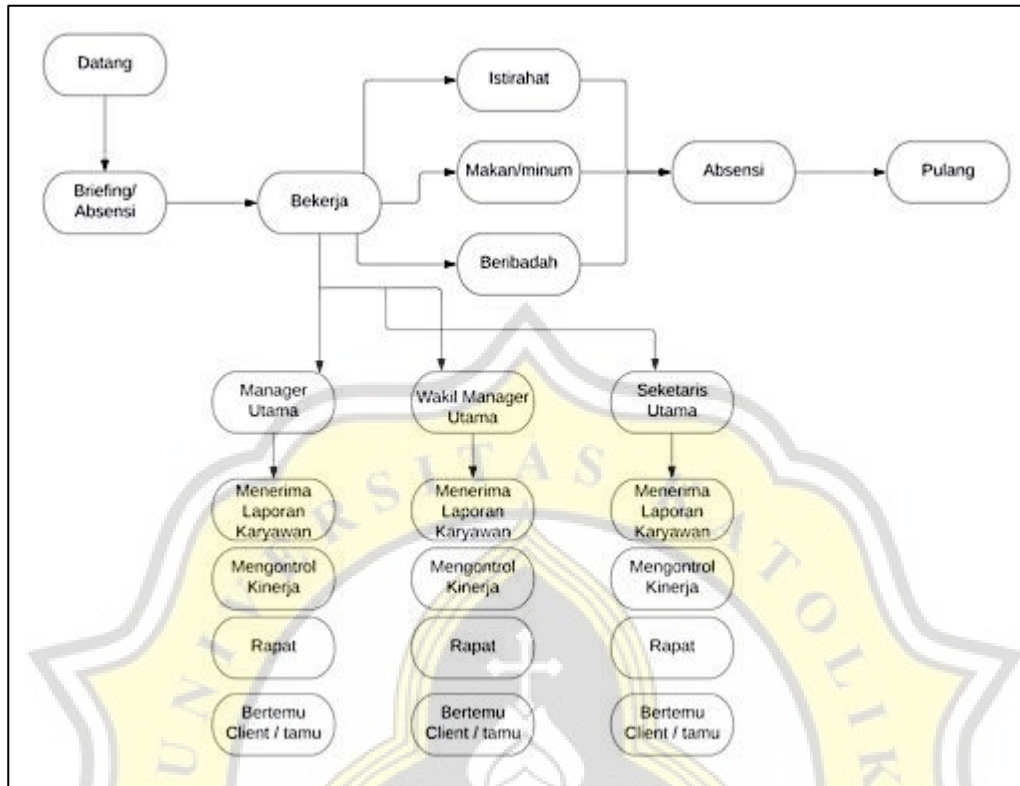 Datang
Istirahat
Makan/minum
Absensi
Pulang
Briefing/
Absensi
Bekerja
Beribadah
Manager
Utama
Wakil Manager
Utama
Seketaris
Utama
Menerima
Laporan
Karyawan
Menerima
Laporan
Karyawan
Menerima
Laporan
Karyawan
Mengontrol
Kinerja
Mengontrol
Kinerja
Mengontrol
Kinerja
Rapat
Rapat
Rapat
Bertemu
Client / tamu
Bertemu
Client / tamu
Bertemu
Client / tamu
UNIVERSITAS KATOLIK